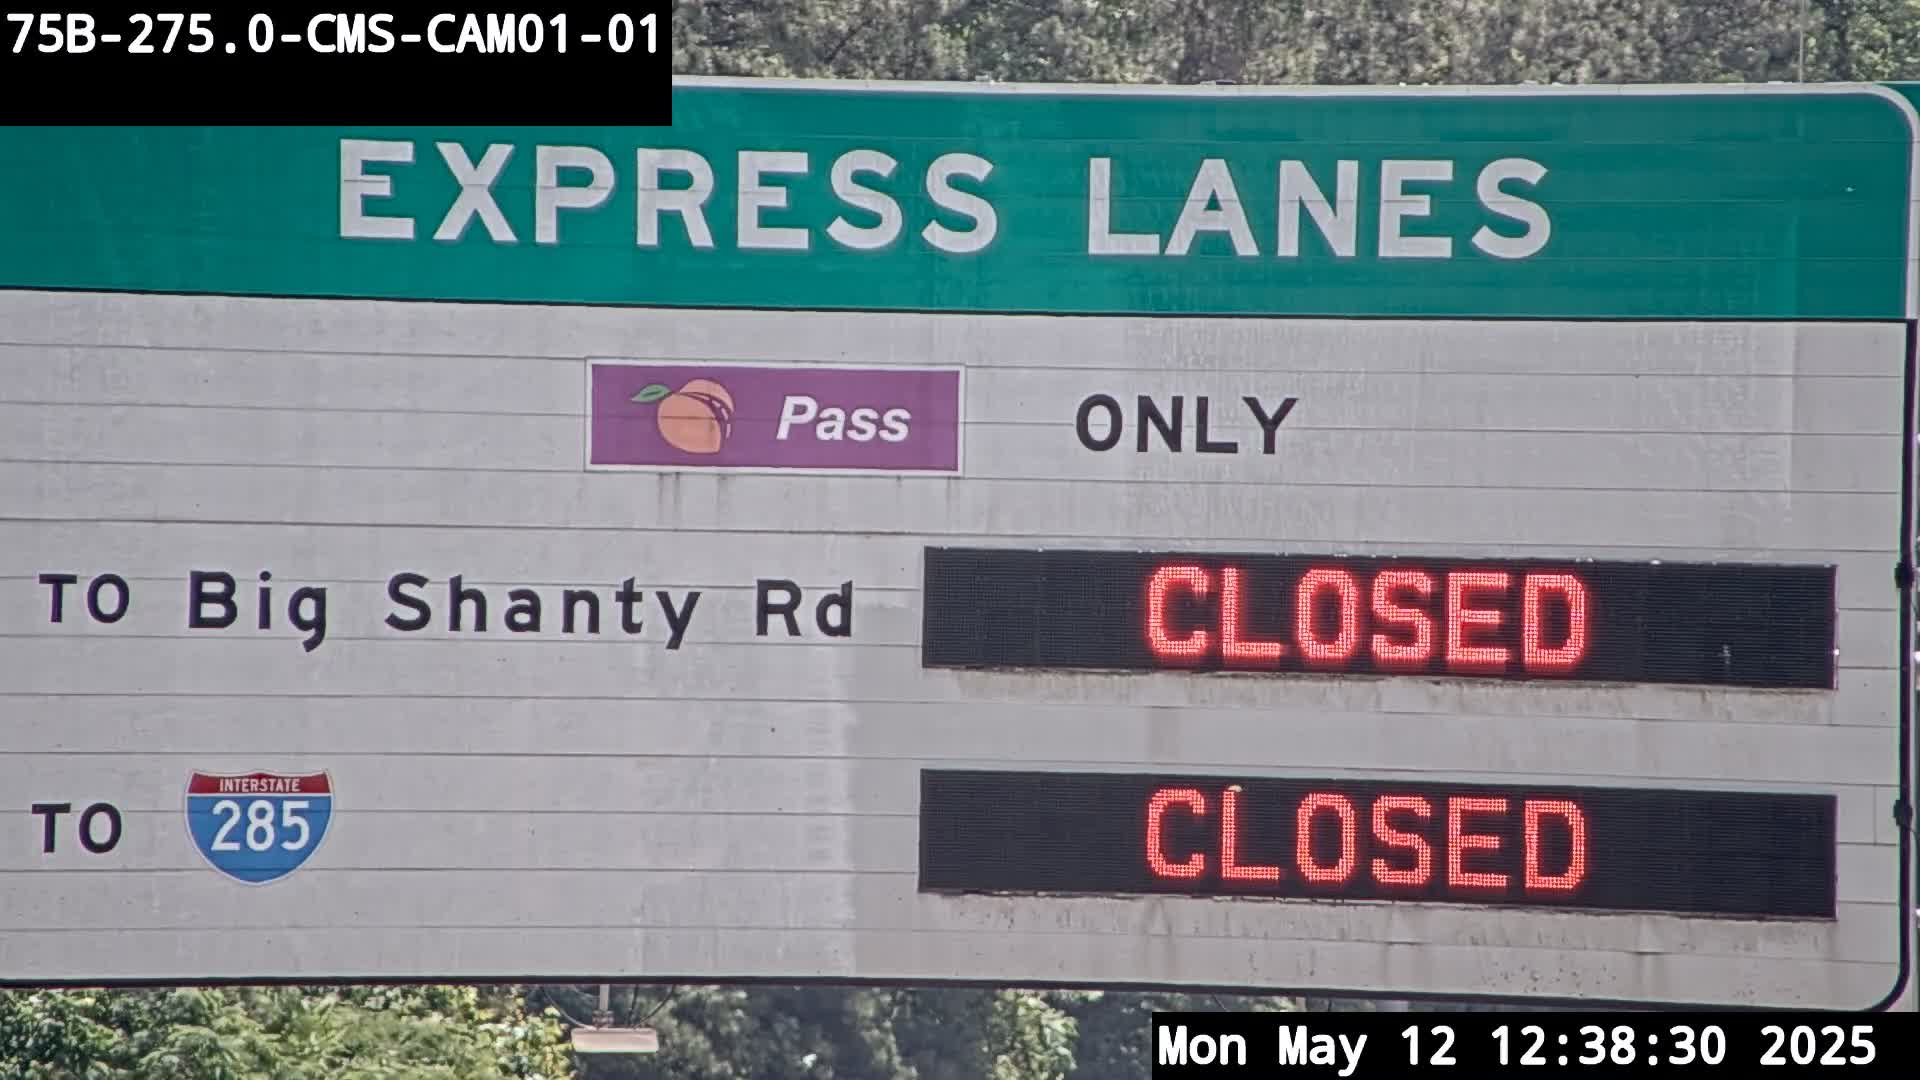 75B-275.0-CMS-CAM01-01
EXPRESS LANES
Pass ONLY
TO Big Shanty Rd CLOSED
TO INTERSTATE 285 CLOSED
Mon May 12 12:38:30 2025